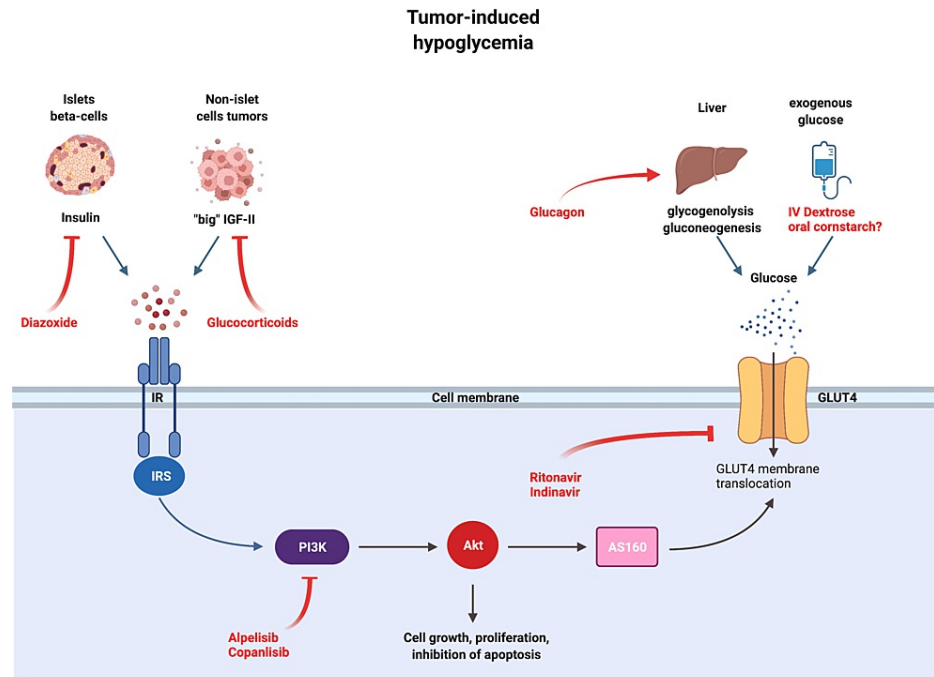 Tumor-induced
hypoglycemia
Islets
beta-cells
Non-islet
cells tumors
Liver
exogenous
glucose
Insulin
"big" IGF-II
Glucagon
glycogenolysis
gluconeogenesis
IV Dextrose
oral cornstarch?
Glucose
Diazoxide
Glucocorticoids
IR
Cell membrane
GLUT4
IRS
Ritonavir
Indinavir
GLUT4 membrane
translocation
PI3K
Akt
AS160
Alpelisib
Copanlisib
Cell growth, proliferation,
inhibition of apoptosis